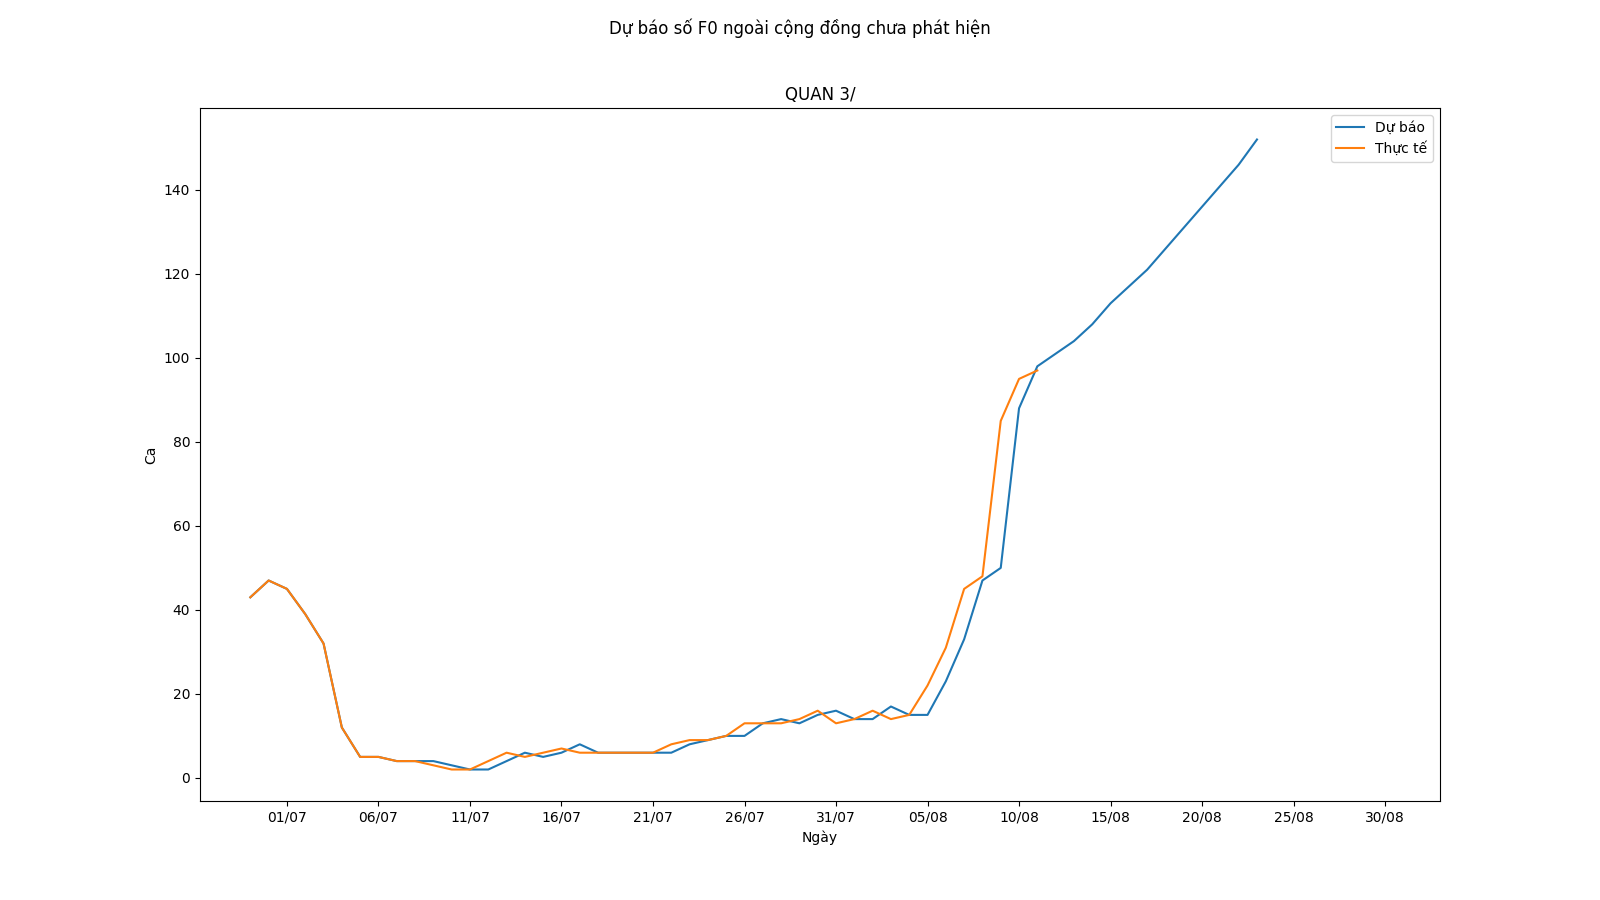 Dự báo số F0 ngoài cộng đồng chưa phát hiện
QUAN 3/
Dự báo
Thực tế
140
120
100
80
60
40
20
0
Ca
01/07 06/07 11/07 16/07 21/07 26/07 31/07 05/08 10/08 15/08 20/08 25/08 30/08
Ngày